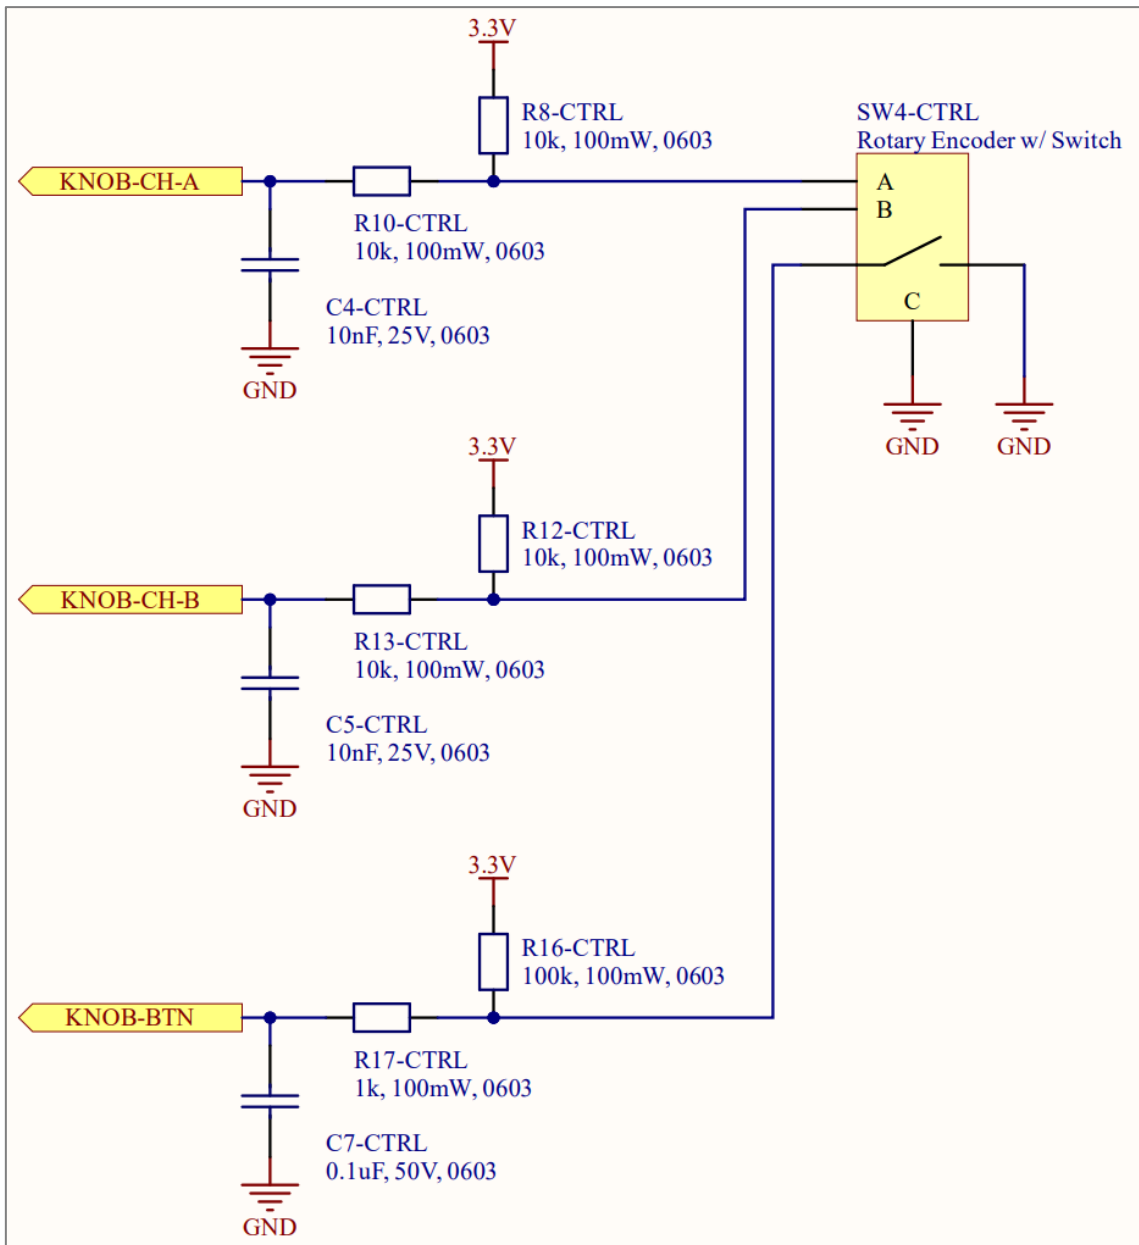 3.3V
R8-CTRL
10k, 100mW, 0603
SW4-CTRL
Rotary Encoder w/ Switch
KNOB-CH-A
A
B
R10-CTRL
10k, 100mW, 0603
C
C4-CTRL
10nF, 25V, 0603
GND
GND
GND
3.3V
R12-CTRL
10k, 100mW, 0603
KNOB-CH-B
R13-CTRL
10k, 100mW, 0603
C5-CTRL
10nF, 25V, 0603
GND
3.3V
R16-CTRL
100k, 100mW, 0603
KNOB-BTN
R17-CTRL
1k, 100mW, 0603
C7-CTRL
0.1uF, 50V, 0603
GND